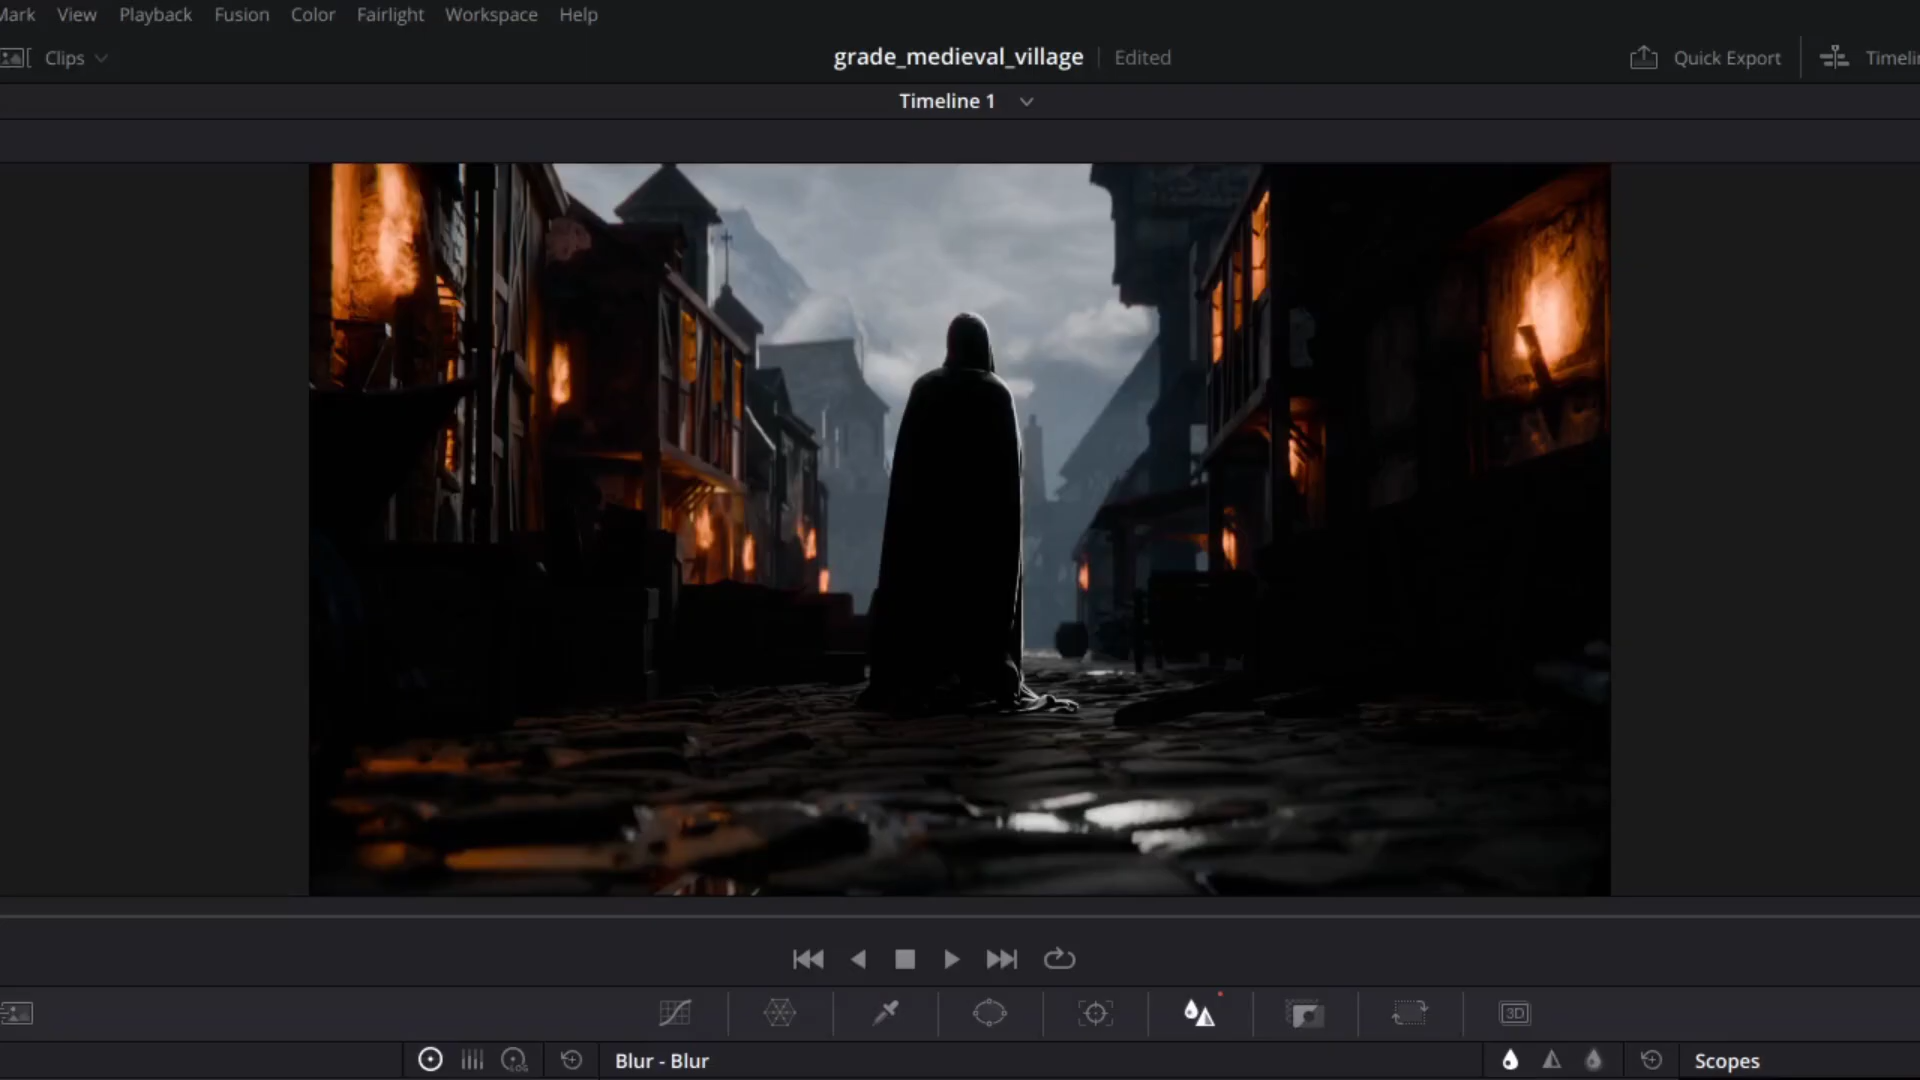 Mark View Playback Fusion Color Fairlight Workspace Help
Clips grade_medieval_village Edited Quick Export
Timeline 1
3D
Blur - Blur Scopes